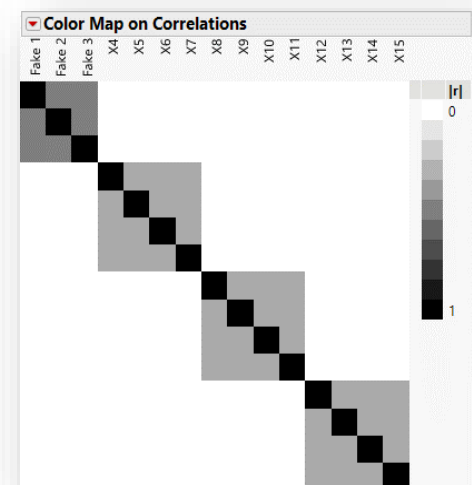 Color Map on Correlations
Fake 1 Fake 2 Fake 3 X4 X5 X6 X7 X8 X9 X10 X11 X12 X13 X14 X15
|r|
0
1